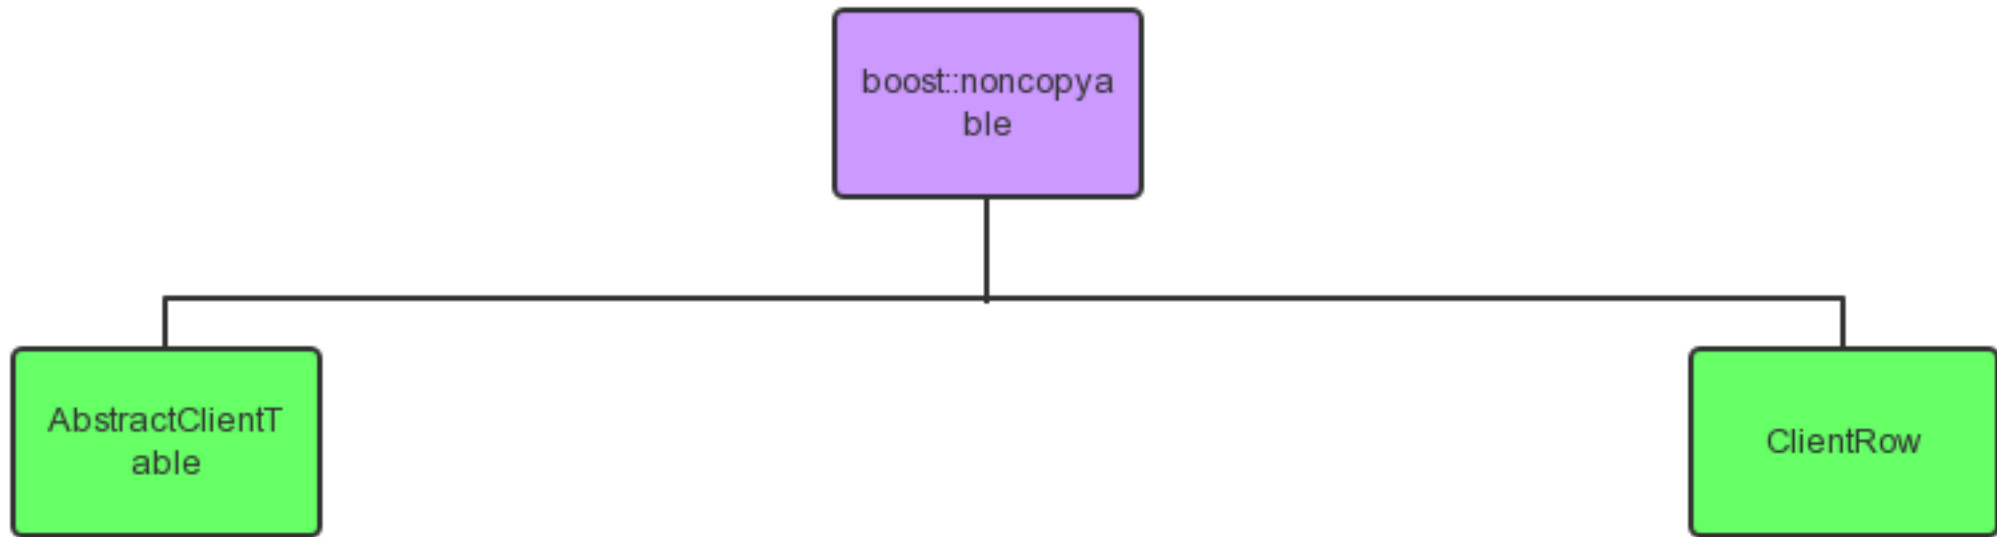 boost::noncopya
ble
AbstractClientT
able
ClientRow